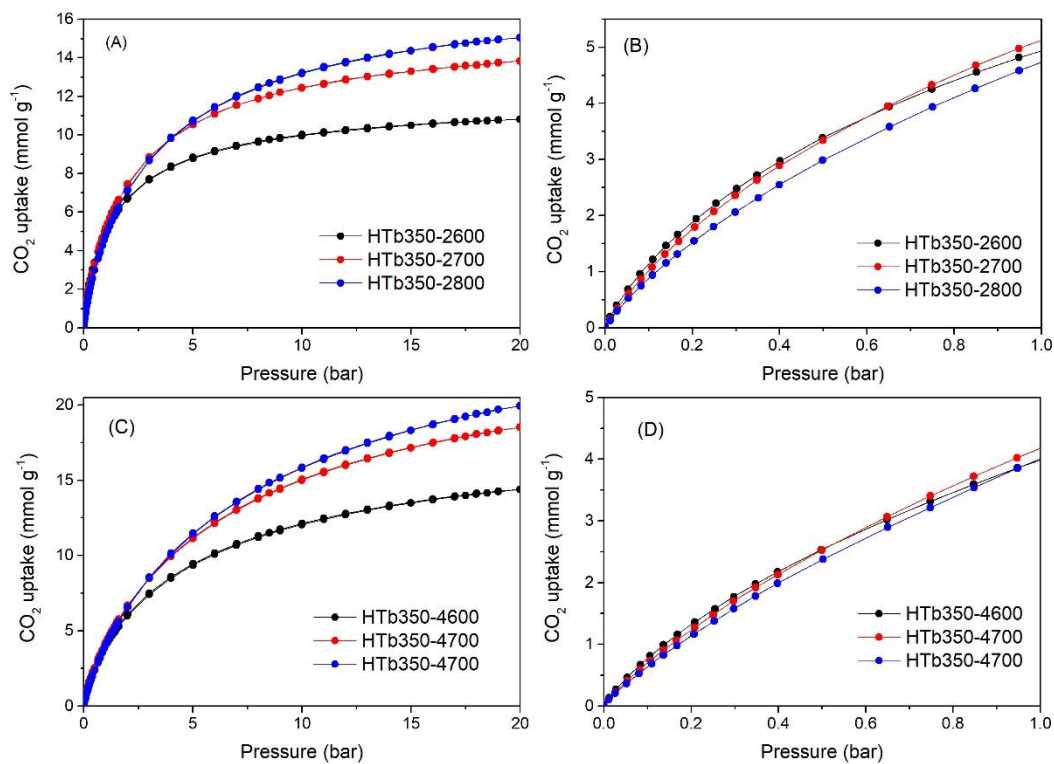 (A)
CO2 uptake (mmol g-1)
16
14
12
10
8
6
4
2
0
HTb350-2600
HTb350-2700
HTb350-2800
0 5 10 15 20
Pressure (bar)
(B)
CO2 uptake (mmol g-1)
5
4
3
2
1
0
HTb350-2600
HTb350-2700
HTb350-2800
0.0 0.2 0.4 0.6 0.8 1.0
Pressure (bar)
(C)
CO2 uptake (mmol g-1)
20
15
10
5
0
HTb350-4600
HTb350-4700
HTb350-4700
0 5 10 15 20
Pressure (bar)
(D)
CO2 uptake (mmol g-1)
5
4
3
2
1
0
HTb350-4600
HTb350-4700
HTb350-4700
0.0 0.2 0.4 0.6 0.8 1.0
Pressure (bar)